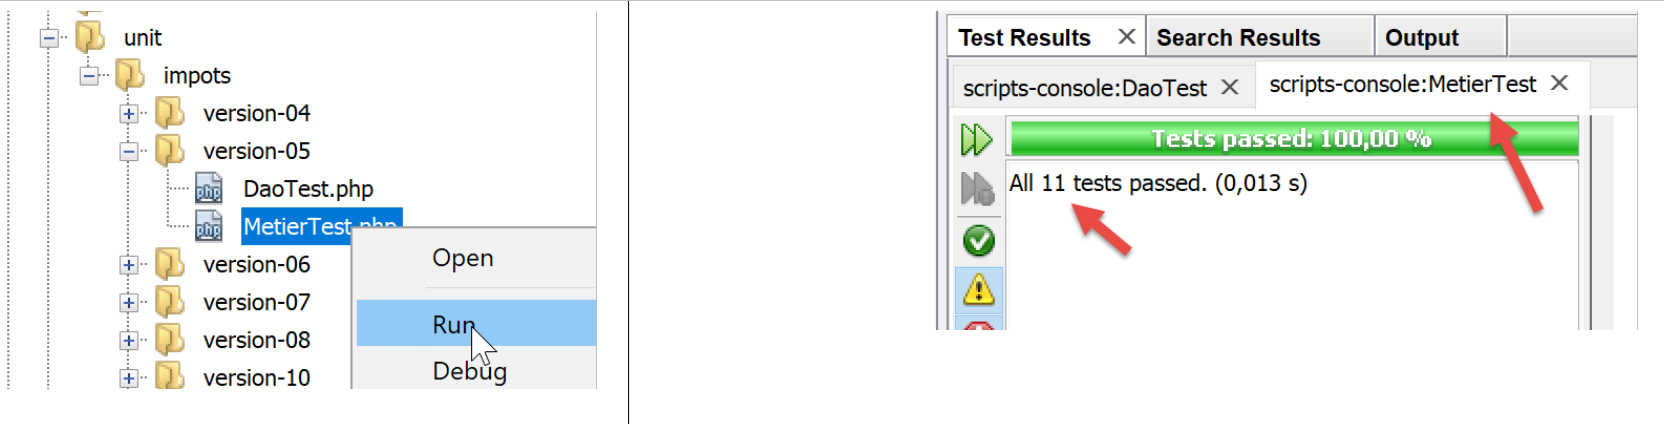 unit
impots
version-04
version-05
DaoTest.php
MetierTest.php
version-06
version-07
version-08
version-10
Open
Run
Debug
Test Results
Search Results
Output
scripts-console:DaoTest
scripts-console:MetierTest
Tests passed: 100,00 %
All 11 tests passed. (0,013 s)